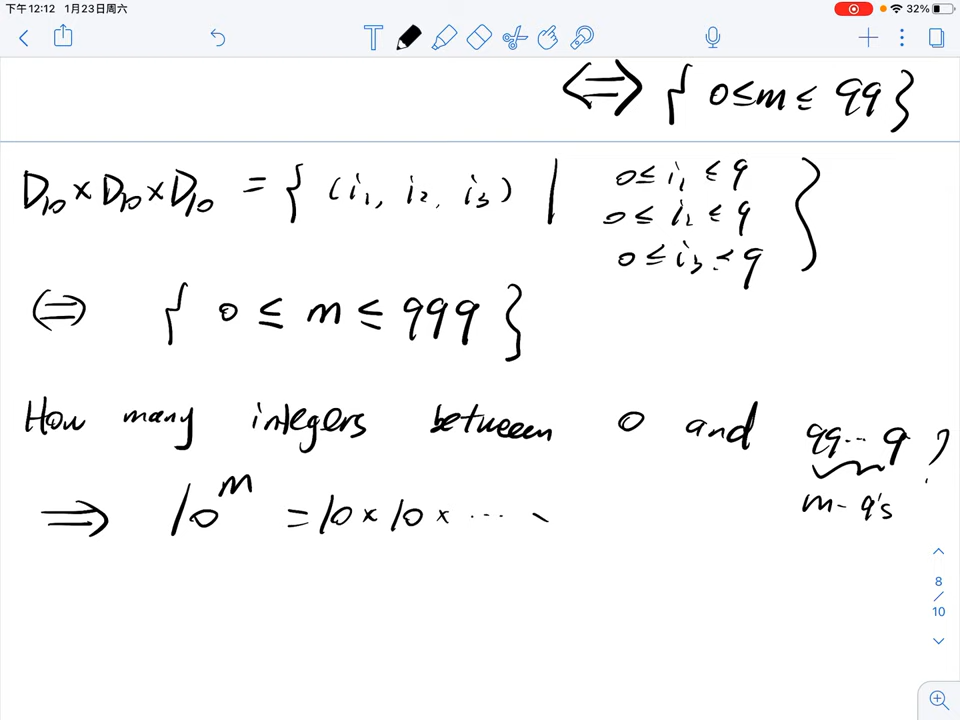 下午12:12 1月23日周六 32%
⟺ { 0 ≤ m ≤ 99 }
D₁₀ × D₁₀ × D₁₀ = { (i₁, i₂, i₃) | 0 ≤ i₁ ≤ 9
0 ≤ i₂ ≤ 9
0 ≤ i₃ ≤ 9 }
⟺ { 0 ≤ m ≤ 999 }
How many integers between 0 and 99...9 ?
m - 9's
⟹ 10^m = 10 × 10 × ...
8
/
10